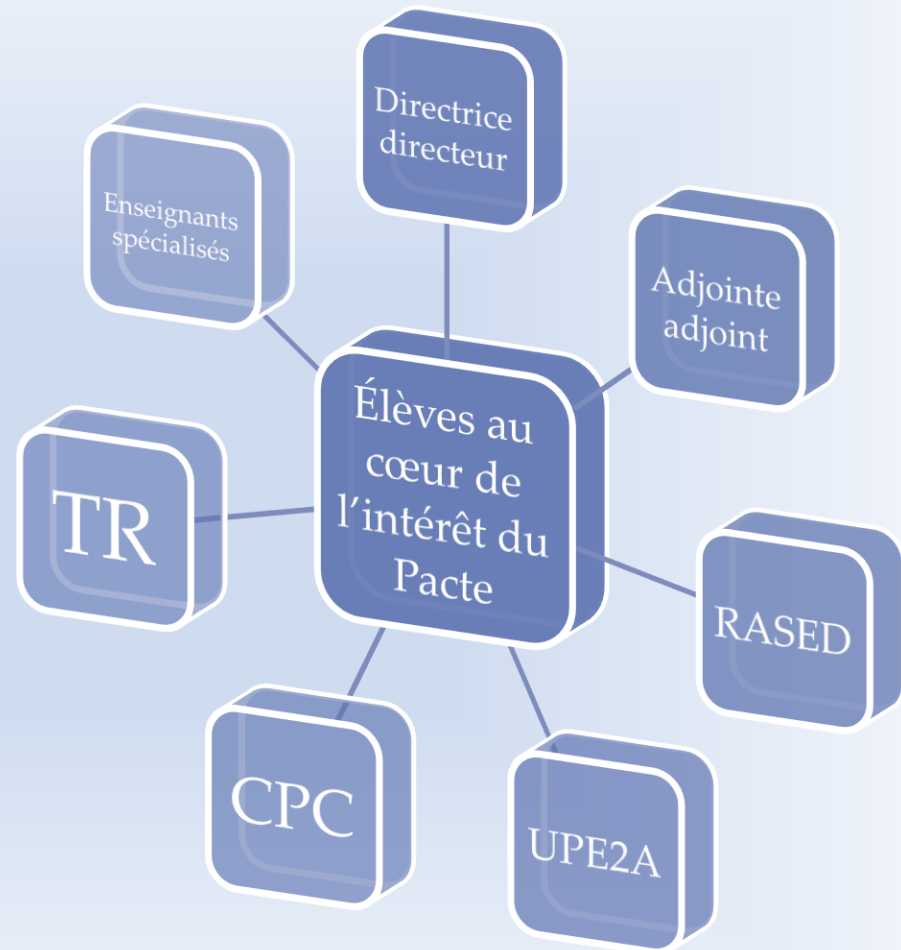 Directrice
directeur
Enseignants
spécialisés
Adjointe
adjoint
Élèves au
cœur de
l'intérêt du
Pacte
TR
RASED
CPC
UPE2A